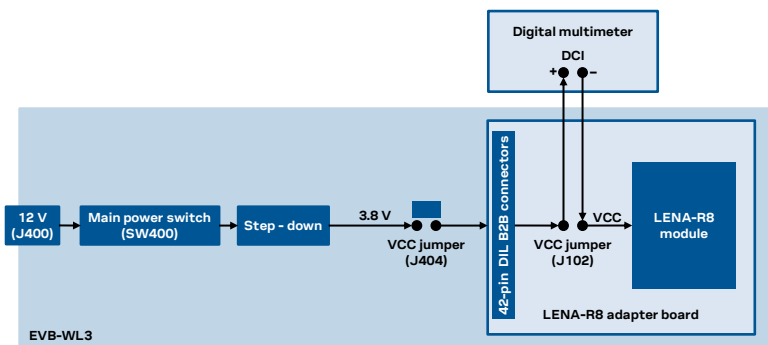 Digital multimeter
DCI
+ –
12 V
(J400)
Main power switch
(SW400)
Step - down
3.8 V
VCC jumper
(J404)
42-pin DIL B2B connectors
VCC
VCC jumper
(J102)
LENA-R8
module
LENA-R8 adapter board
EVB-WL3